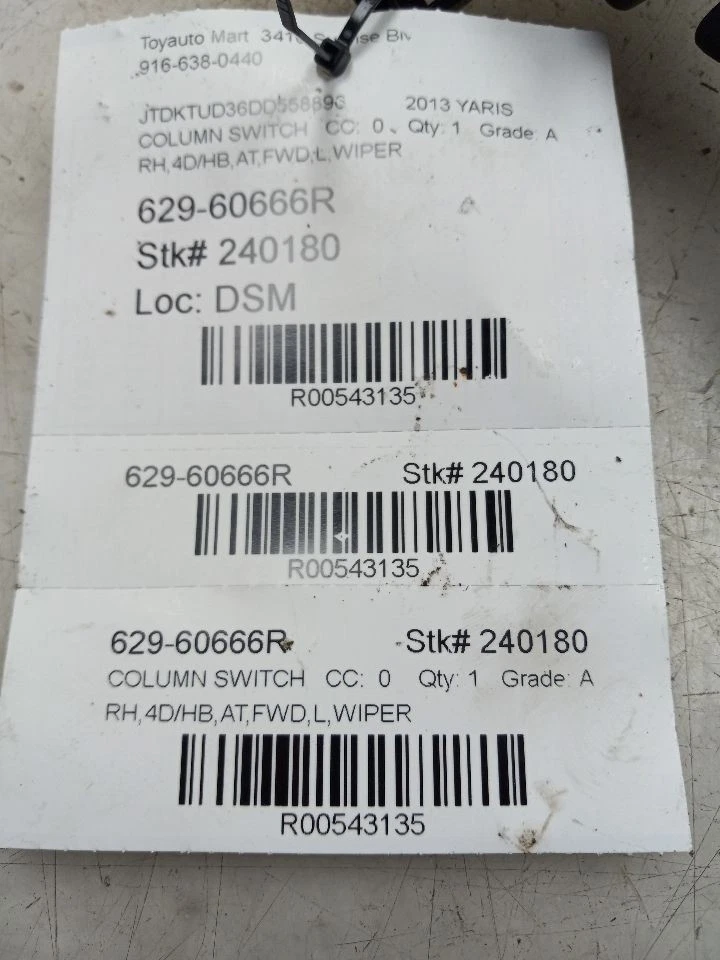 Toyauto Mart
916-638-0440
2013 YARIS
COLUMN SWITCH CC: 0 Qty: 1 Grade: A
RH,4D/HB,AT,FWD,L,WIPER
629-60666R
Stk# 240180
Loc: DSM
R00543135
629-60666R Stk# 240180
R00543135
629-60666R Stk# 240180
COLUMN SWITCH CC: 0 Qty: 1 Grade: A
RH,4D/HB,AT,FWD,L,WIPER
R00543135